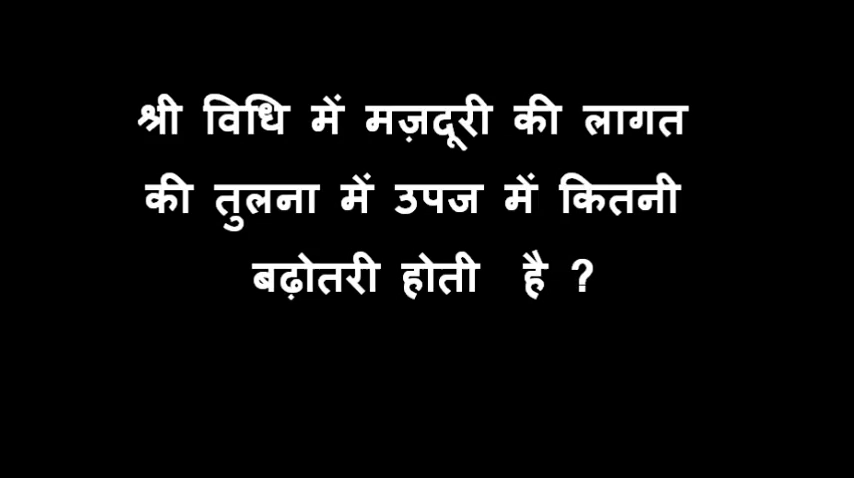 श्री विधि में मज़दूरी की लागत
की तुलना में उपज में कितनी
बढ़ोतरी होती है ?